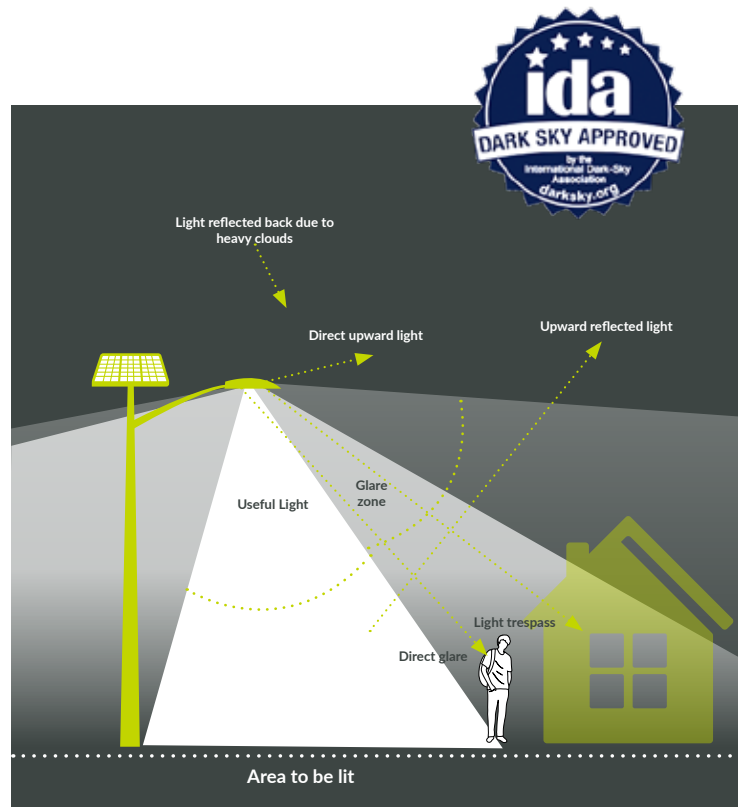 ida
DARK SKY APPROVED
by the
International Dark-Sky
Association
darksky.org
Light reflected back due to
heavy clouds
Direct upward light
Upward reflected light
Glare
zone
Useful Light
Light trespass
Direct glare
Area to be lit